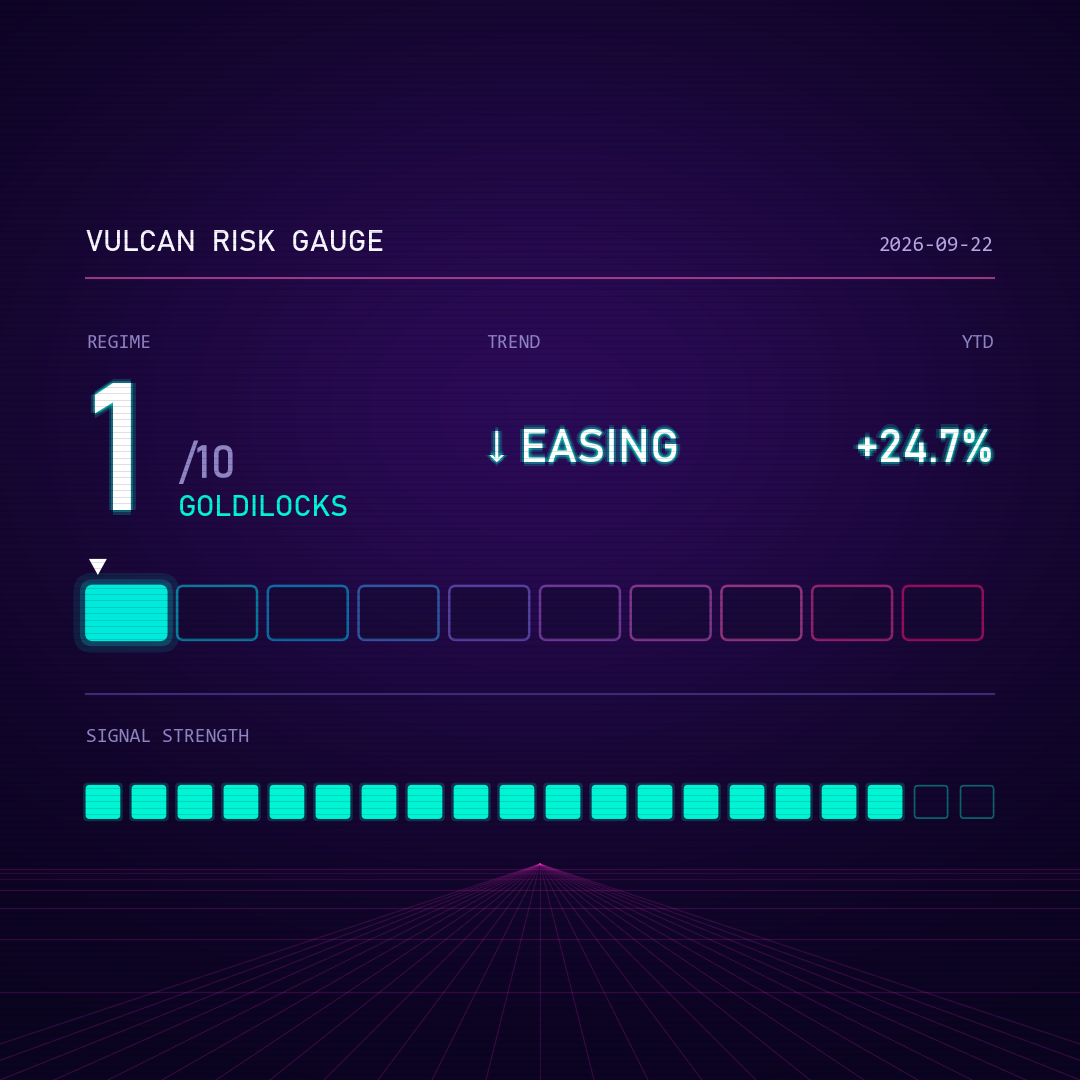 VULCAN RISK GAUGE
2026-09-22
REGIME
TREND
YTD
1
/10
GOLDILOCKS
↓ EASING
+24.7%
SIGNAL STRENGTH